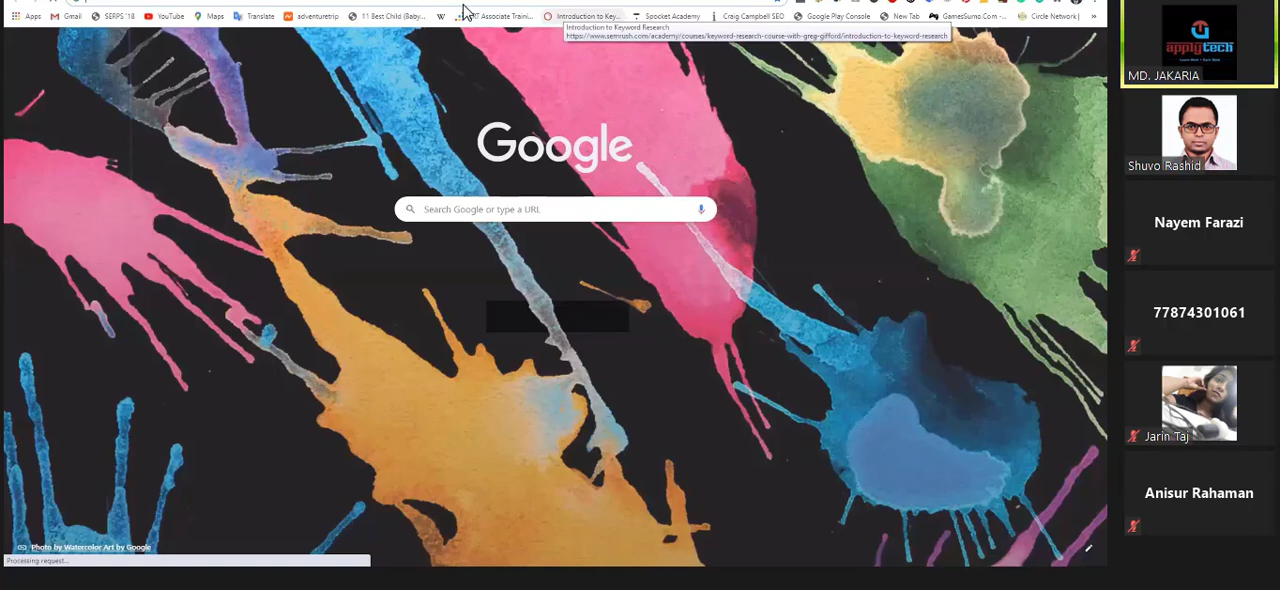 Apps Gmail SERPS '18 YouTube Maps Translate adventuretrip 11 Best Child (Baby... RT Associate Traini... Introduction to Key... Spocket Academy Craig Campbell SEO Google Play Console New Tab GamesSumo.Com -... Circle Network |... »
Introduction to Keyword Research
https://www.semrush.com/academy/courses/keyword-research-course-with-greg-gifford/introduction-to-keyword-research
Google
Search Google or type a URL
Photo by Watercolor Art by Google
Processing request...
applytech
MD. JAKARIA
Shuvo Rashid
Nayem Farazi
77874301061
Jarin Taj
Anisur Rahaman